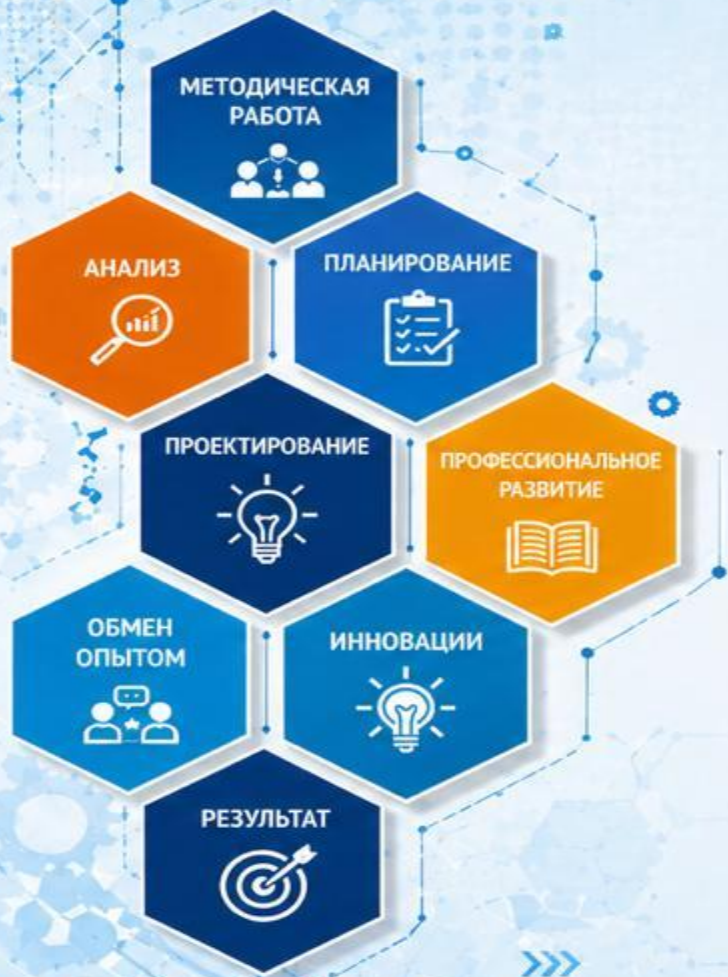 МЕТОДИЧЕСКАЯ
РАБОТА
АНАЛИЗ
ПЛАНИРОВАНИЕ
ПРОЕКТИРОВАНИЕ
ПРОФЕССИОНАЛЬНОЕ
РАЗВИТИЕ
ОБМЕН
ОПЫТОМ
ИННОВАЦИИ
РЕЗУЛЬТАТ